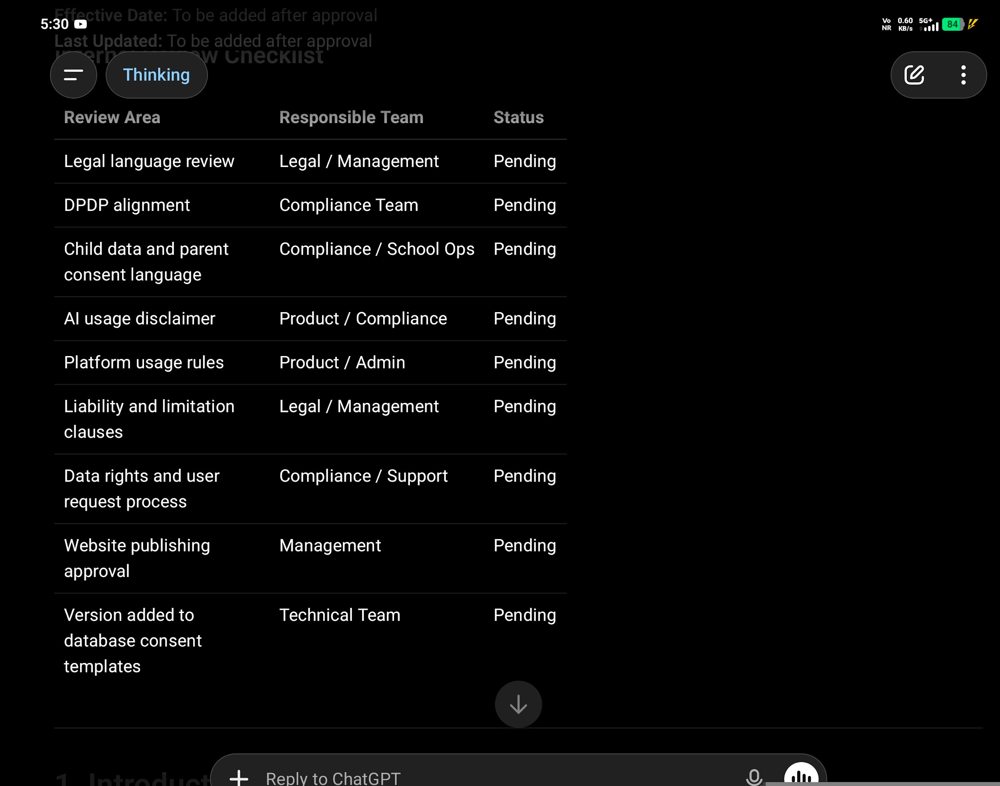 Effective Date: To be added after approval
5:30
Vo NR 0.60 KB/s 5G+ 84
Last Updated: To be added after approval
Checklist
Thinking
Review Area Responsible Team Status
Legal language review Legal / Management Pending
DPDP alignment Compliance Team Pending
Child data and parent Compliance / School Ops Pending
consent language
AI usage disclaimer Product / Compliance Pending
Platform usage rules Product / Admin Pending
Liability and limitation Legal / Management Pending
clauses
Data rights and user Compliance / Support Pending
request process
Website publishing Management Pending
approval
Version added to Technical Team Pending
database consent
templates
1. Introduct
Reply to ChatGPT